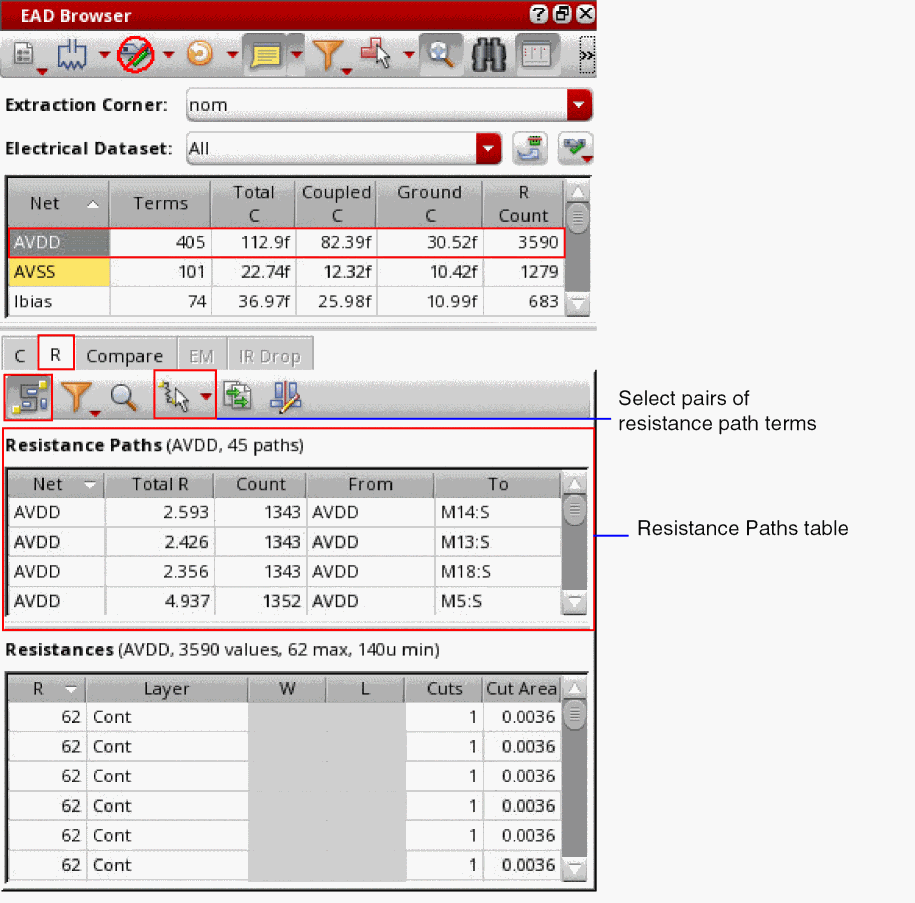 EAD Browser
Extraction Corner: nom
Electrical Dataset: All
Net Terms Total C Coupled C Ground C R Count
AVDD 405 112.9f 82.39f 30.52f 3590
AVSS 101 22.74f 12.32f 10.42f 1279
Ibias 74 36.97f 25.98f 10.99f 683
C R Compare EM IR Drop
Select pairs of
resistance path terms
Resistance Paths (AVDD, 45 paths)
Net Total R Count From To
AVDD 2.593 1343 AVDD M14:S
AVDD 2.426 1343 AVDD M13:S
AVDD 2.356 1343 AVDD M18:S
AVDD 4.937 1352 AVDD M5:S
Resistance Paths table
Resistances (AVDD, 3590 values, 62 max, 140u min)
R Layer W L Cuts Cut Area
62 Cont 1 0.0036
62 Cont 1 0.0036
62 Cont 1 0.0036
62 Cont 1 0.0036
62 Cont 1 0.0036
62 Cont 1 0.0036